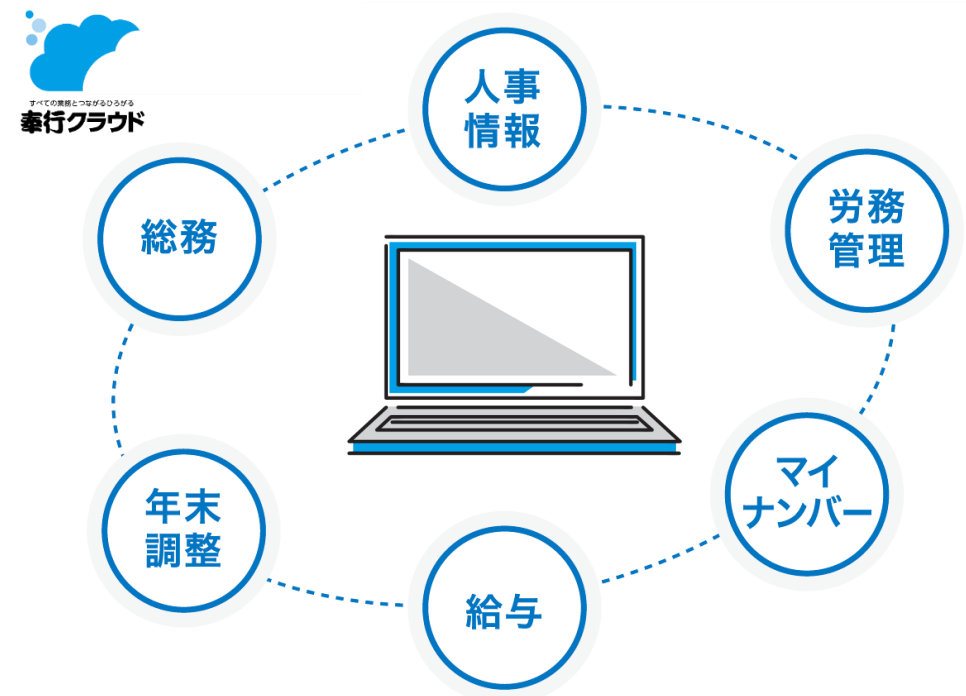 すべての業務とつながるひろがる
奉行クラウド
人事
情報
総務
労務
管理
マイ
ナンバー
年末
調整
給与